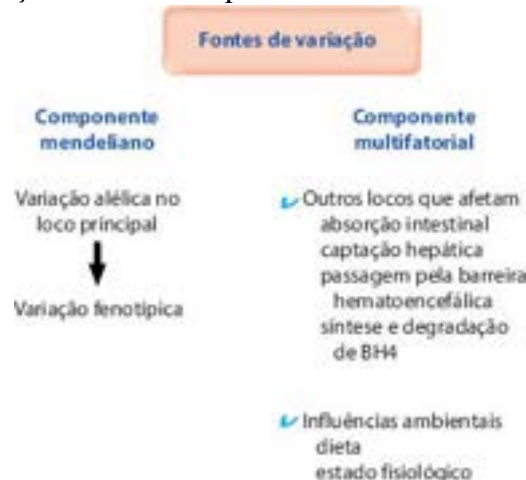 Fontes de variação
Componente
mendeliano
Variação alélica no
loco principal
Variação fenotípica
Componente
multifatorial
Outros locos que afetam
absorção intestinal
captação hepática
passagem pela barreira
hematoencefálica
síntese e degradação
de BH4
Influências ambientais
dieta
estado fisiológico